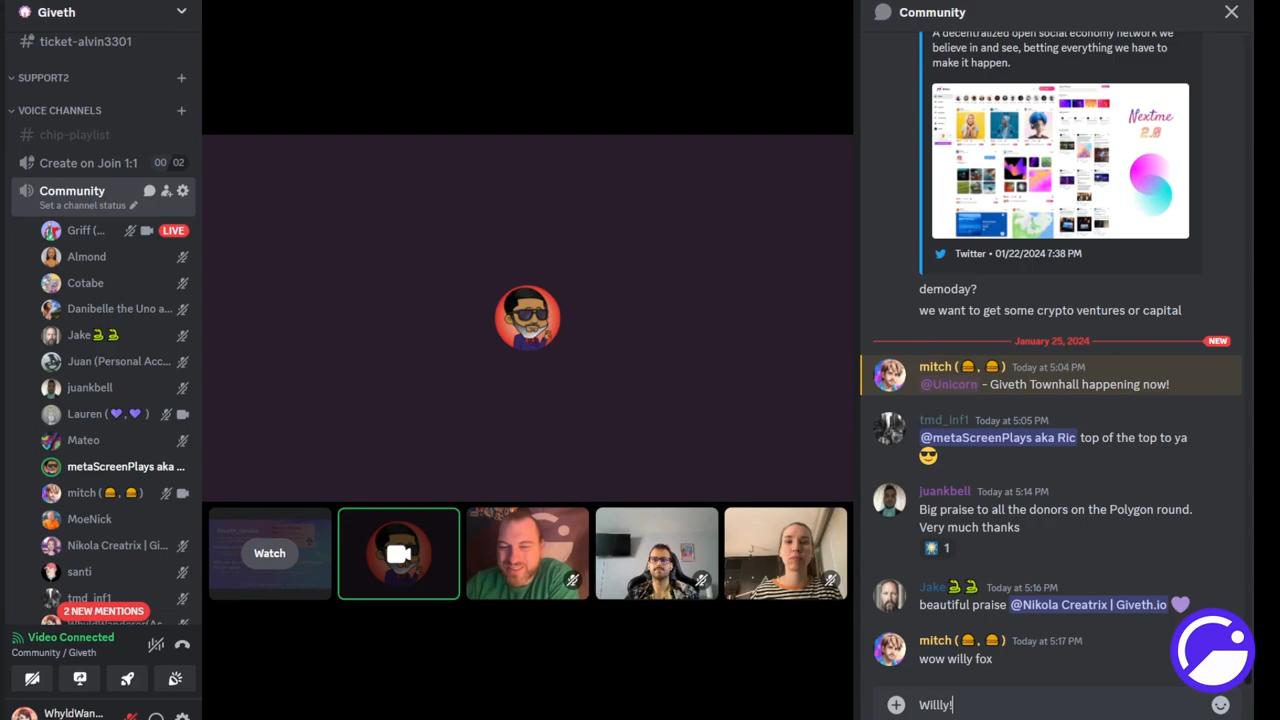 Giveth
ticket-alvin3301
SUPPORT2
VOICE CHANNELS
chip-playlist
Create on Join 1:1
00 02
Community
Set a channel status
Griff (...
LIVE
Almond
Cotabe
Danibelle the Uno a...
Jake🐍🐍
Juan (Personal Acc...
juankbell
Lauren (💜,💜)
Mateo
metaScreenPlays aka ...
mitch (🍔, 🍔)
MoeNick
Nikola Creatrix | Gi...
santi
tmd_inf1
2 NEW MENTIONS
Video Connected
Community / Giveth
WhyldWan...
Watch
Community
A decentralized open social economy network we
believe in and see, betting everything we have to
make it happen.
Nextme
2.0
Twitter • 01/22/2024 7:38 PM
demoday?
we want to get some crypto ventures or capital
January 25, 2024
NEW
mitch (🍔, 🍔) Today at 5:04 PM
@Unicorn - Giveth Townhall happening now!
tmd_inf1 Today at 5:05 PM
@metaScreenPlays aka Ric top of the top to ya
😎
juankbell Today at 5:14 PM
Big praise to all the donors on the Polygon round.
Very much thanks
1
Jake🐍🐍 Today at 5:16 PM
beautiful praise @Nikola Creatrix | Giveth.io 💜
mitch (🍔, 🍔) Today at 5:17 PM
wow willy fox
Willly!